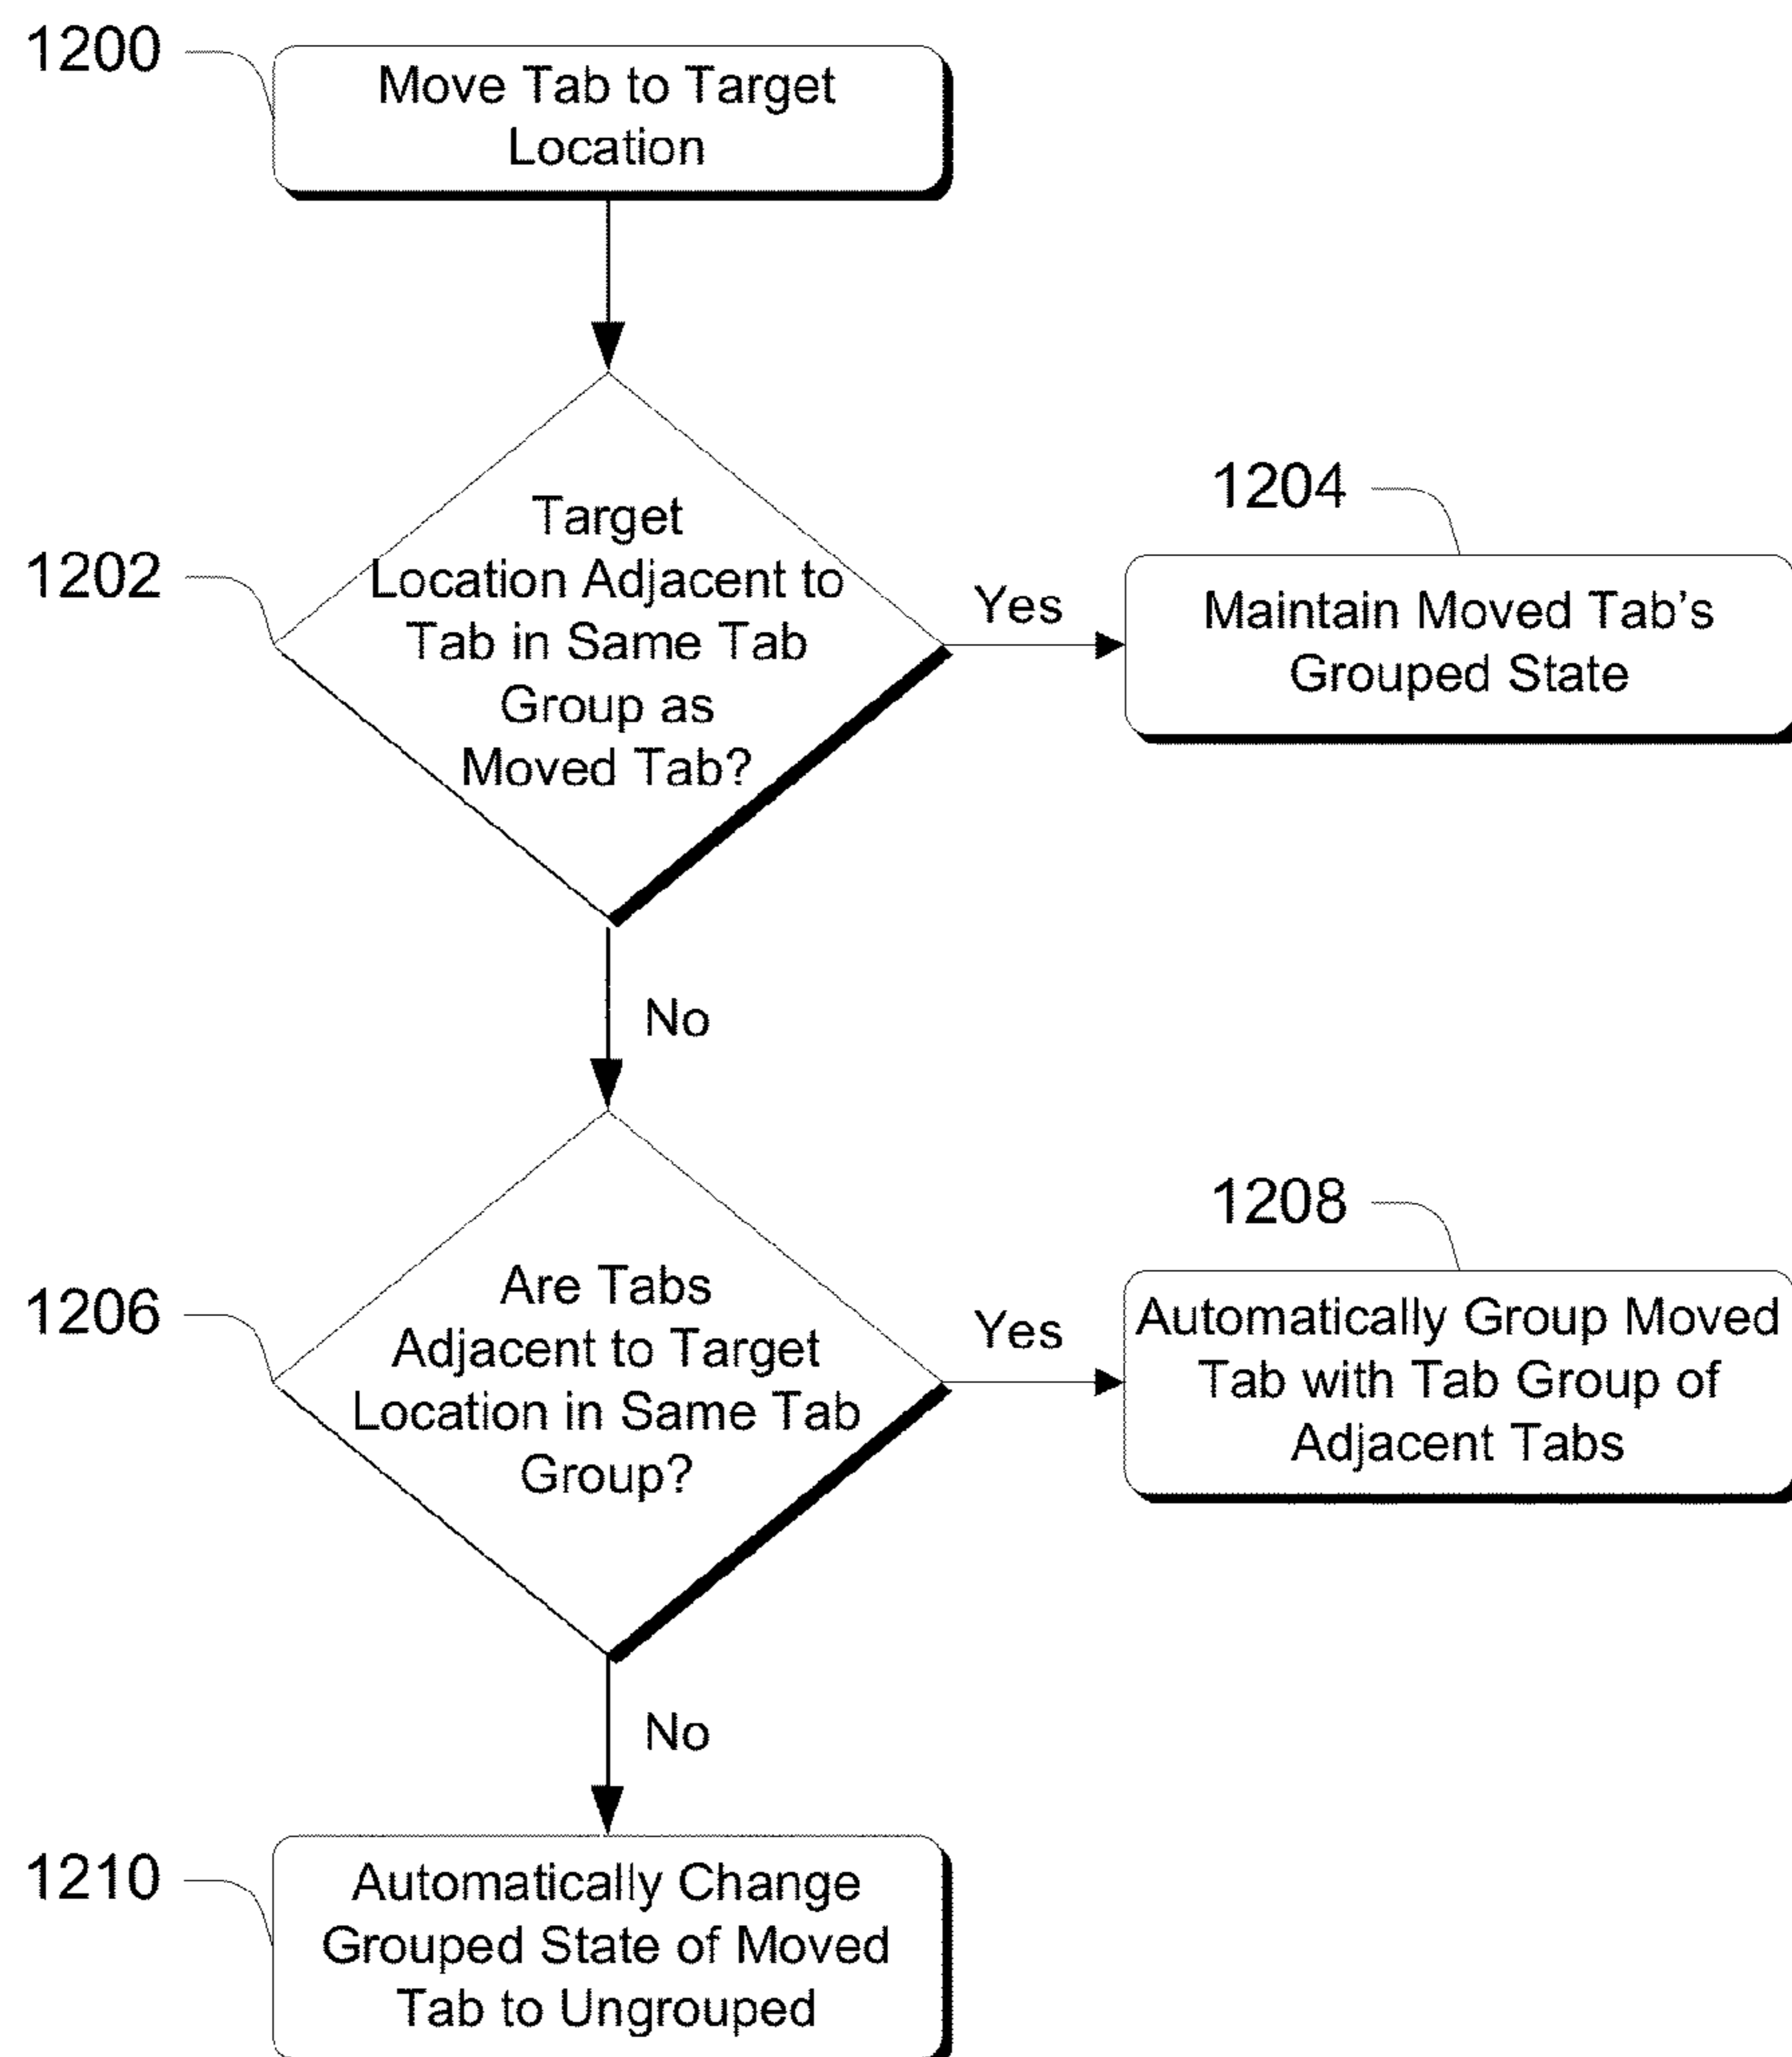 1200
Move Tab to Target
Location
1202
Target
Location Adjacent to
Tab in Same Tab
Group as
Moved Tab?
Yes
1204
Maintain Moved Tab's
Grouped State
No
1206
Are Tabs
Adjacent to Target
Location in Same Tab
Group?
Yes
1208
Automatically Group Moved
Tab with Tab Group of
Adjacent Tabs
No
1210
Automatically Change
Grouped State of Moved
Tab to Ungrouped